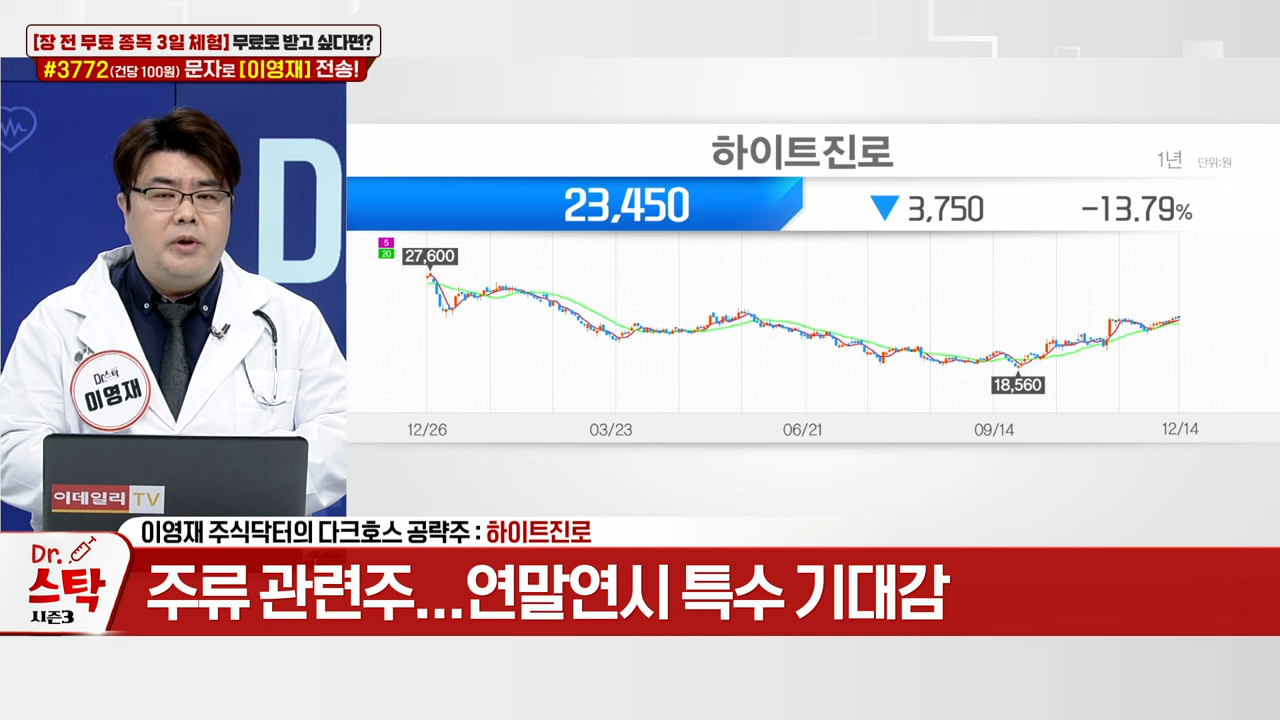 [장 전 무료 종목 3일 체험] 무료로 받고 싶다면?
#3772(건당 100원) 문자로 [이영재] 전송!
D
하이트진로
1년 단위:원
23,450 ▼ 3,750 -13.79%
5
20
27,600
18,560
12/26 03/23 06/21 09/14 12/14
Dr.스탁
이영재
이데일리 TV
이영재 주식닥터의 다크호스 공략주 : 하이트진로
Dr.
스탁
시즌3
주류 관련주...연말연시 특수 기대감